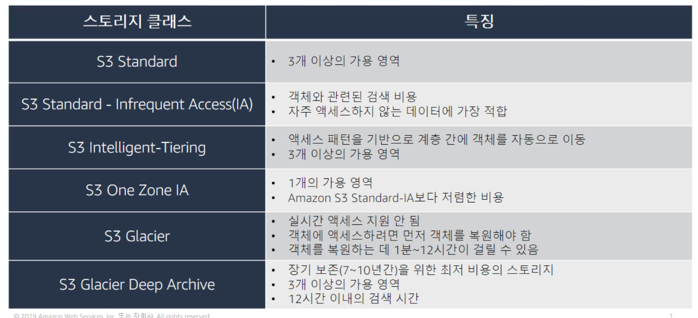 스토리지 클래스
특징
S3 Standard
• 3개 이상의 가용 영역
S3 Standard - Infrequent Access(IA)
• 객체와 관련된 검색 비용
• 자주 액세스하지 않는 데이터에 가장 적합
S3 Intelligent-Tiering
• 액세스 패턴을 기반으로 계층 간에 객체를 자동으로 이동
• 3개 이상의 가용 영역
S3 One Zone IA
• 1개의 가용 영역
• Amazon S3 Standard-IA보다 저렴한 비용
S3 Glacier
• 실시간 액세스 지원 안 됨
• 객체에 액세스하려면 먼저 객체를 복원해야 함
• 객체를 복원하는 데 1분~12시간이 걸릴 수 있음
S3 Glacier Deep Archive
• 장기 보존(7~10년간)을 위한 최저 비용의 스토리지
• 3개 이상의 가용 영역
• 12시간 이내의 검색 시간
© 2019 Amazon Web Services, Inc. 또는 자회사. All rights reserved.